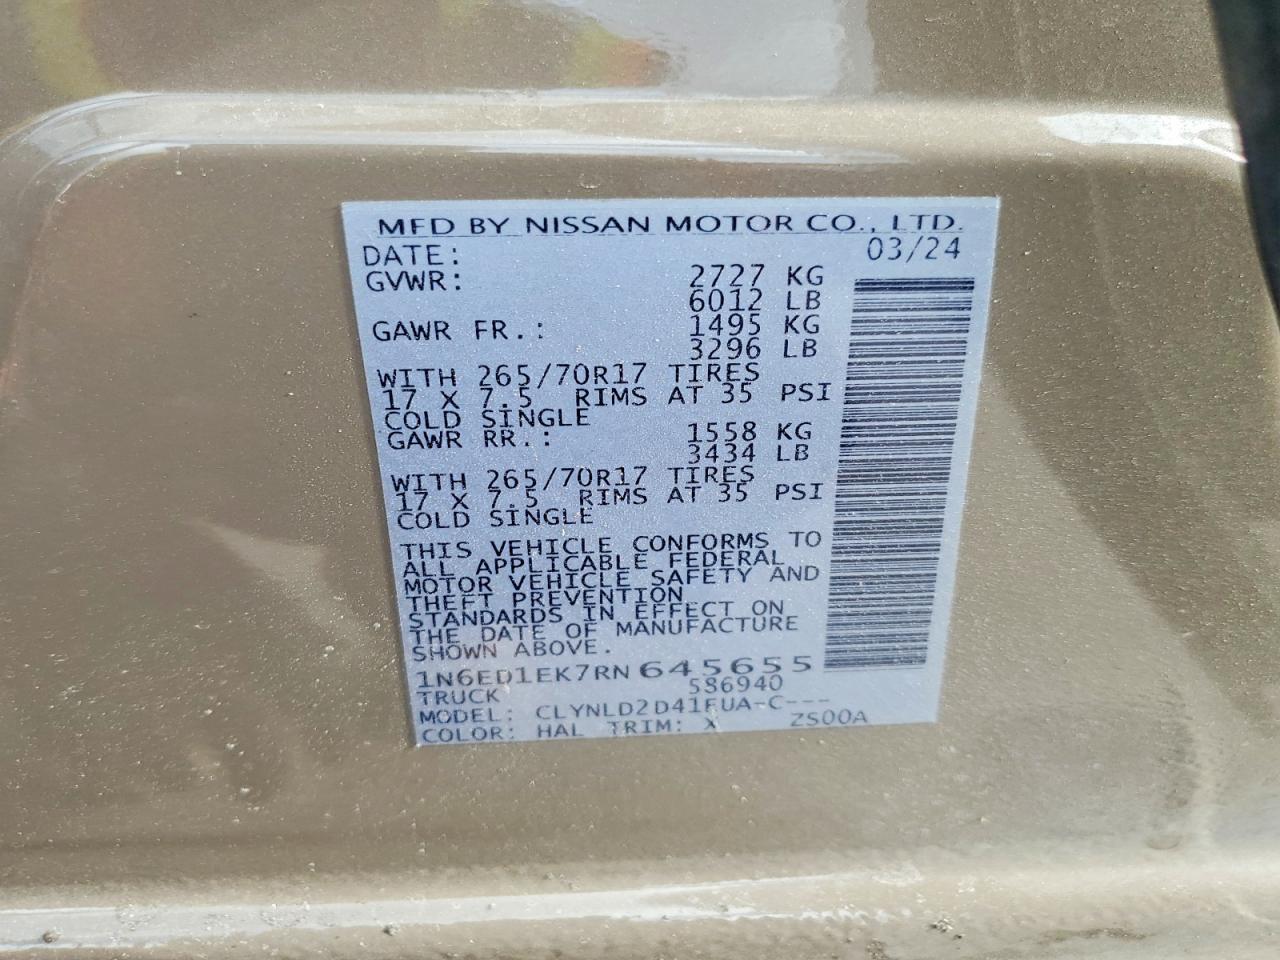 MFD BY NISSAN MOTOR CO., LTD.
DATE: 03/24
GVWR: 2727 KG
6012 LB
GAWR FR.: 1495 KG
3296 LB
WITH 265/70R17 TIRES
17 X 7.5 RIMS AT 35 PSI
COLD SINGLE
GAWR RR.: 1558 KG
3434 LB
WITH 265/70R17 TIRES
17 X 7.5 RIMS AT 35 PSI
COLD SINGLE
THIS VEHICLE CONFORMS TO
ALL APPLICABLE FEDERAL
MOTOR VEHICLE SAFETY AND
THEFT PREVENTION
STANDARDS IN EFFECT ON
THE DATE OF MANUFACTURE
SHOWN ABOVE.
1N6ED1EK7RN645655
TRUCK 586940
MODEL: CLYNLD2D41FUA-C---
COLOR: HAL TRIM: X ZS00A